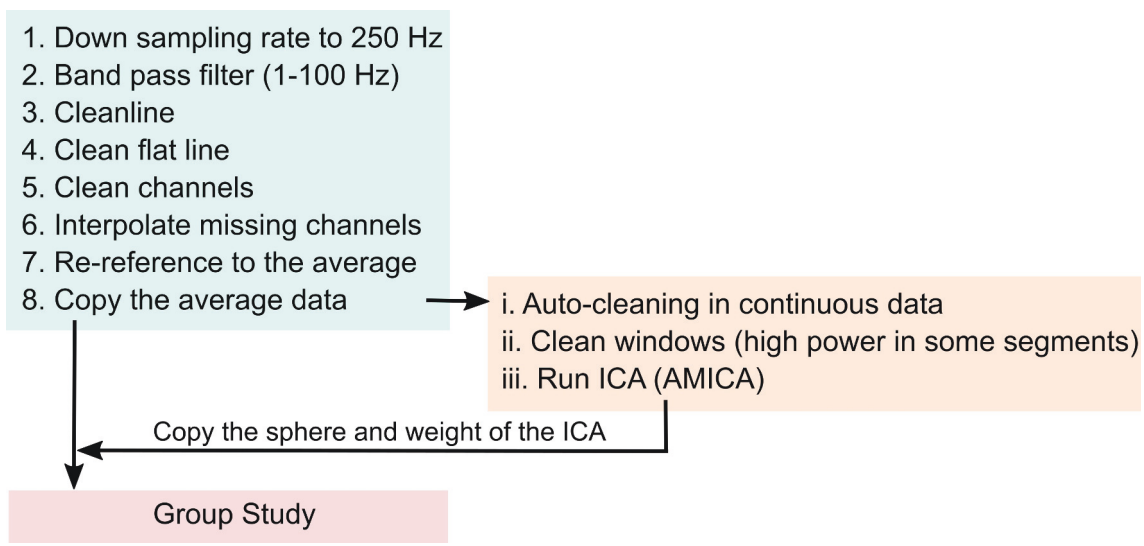 1. Down sampling rate to 250 Hz
2. Band pass filter (1-100 Hz)
3. Cleanline
4. Clean flat line
5. Clean channels
6. Interpolate missing channels
7. Re-reference to the average
8. Copy the average data
i. Auto-cleaning in continuous data
ii. Clean windows (high power in some segments)
iii. Run ICA (AMICA)
Copy the sphere and weight of the ICA
Group Study